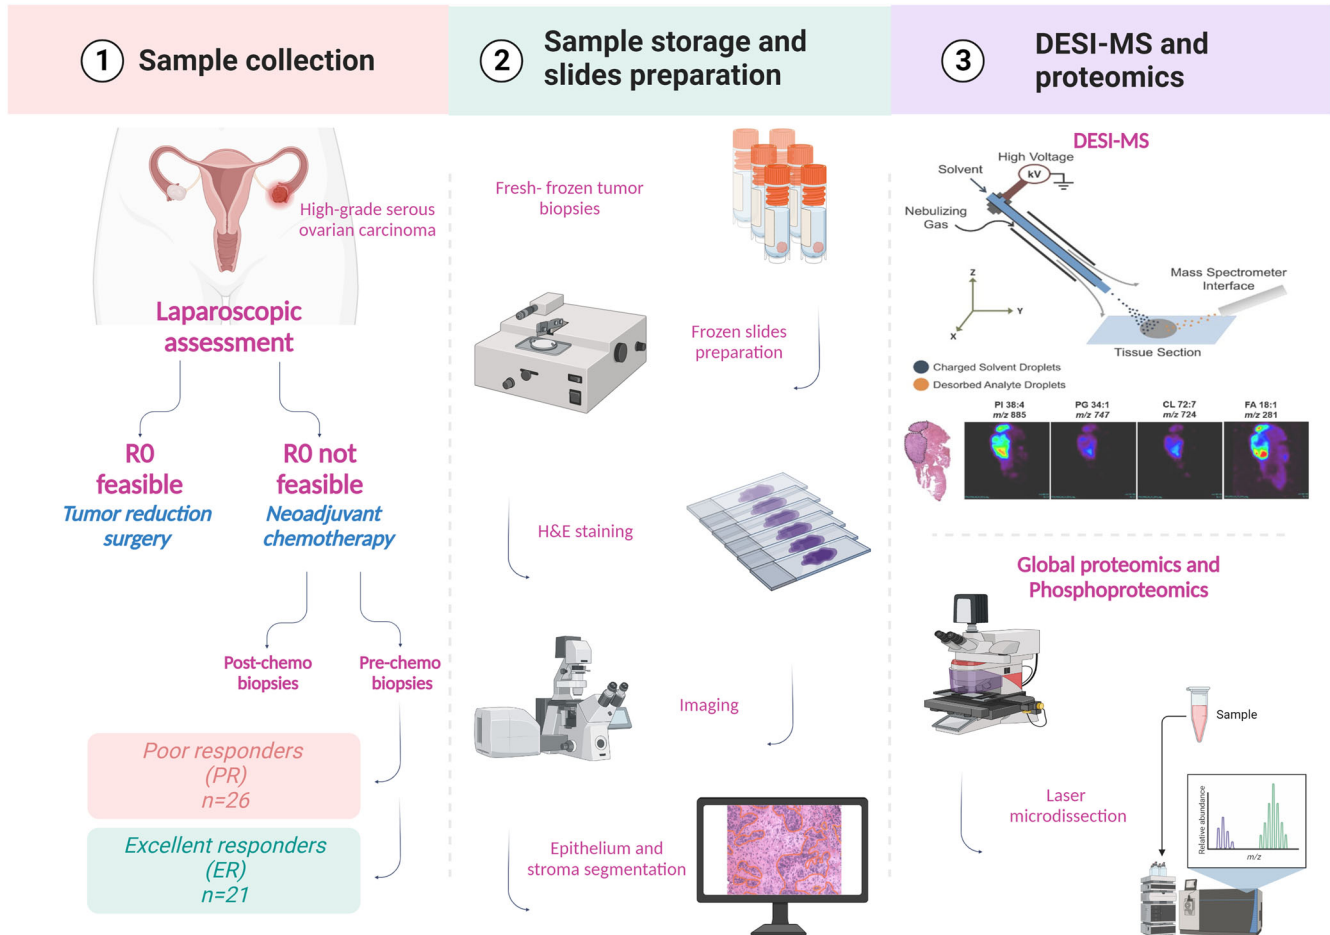 1 Sample collection
High-grade serous
ovarian carcinoma
Laparoscopic
assessment
R0
feasible
Tumor reduction
surgery
R0 not
feasible
Neoadjuvant
chemotherapy
Post-chemo
biopsies
Pre-chemo
biopsies
Poor responders
(PR)
n=26
Excellent responders
(ER)
n=21
2 Sample storage and
slides preparation
Fresh- frozen tumor
biopsies
Frozen slides
preparation
H&E staining
Imaging
Epithelium and
stroma segmentation
3 DESI-MS and
proteomics
DESI-MS
High Voltage
kV
Solvent
Nebulizing
Gas
Mass Spectrometer
Interface
Z
Y
X
Tissue Section
Charged Solvent Droplets
Desorbed Analyte Droplets
PI 38:4
m/z 885
PG 34:1
m/z 747
CL 72:7
m/z 724
FA 18:1
m/z 281
Global proteomics and
Phosphoproteomics
Sample
Laser
microdissection
Relative abundance
m/z